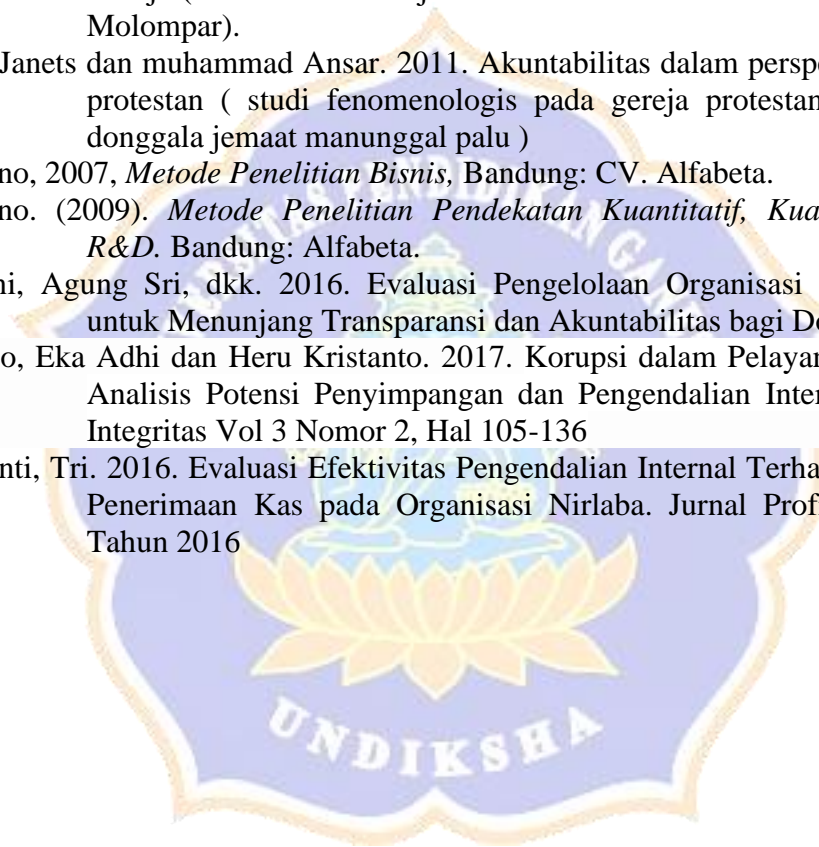 Molompar).
Janets dan muhammad Ansar. 2011. Akuntabilitas dalam perspe
protestan ( studi fenomenologis pada gereja protestan
donggala jemaat manunggal palu )
no, 2007, Metode Penelitian Bisnis, Bandung: CV. Alfabeta.
no. (2009). Metode Penelitian Pendekatan Kuantitatif, Kua
R&D. Bandung: Alfabeta.
ni, Agung Sri, dkk. 2016. Evaluasi Pengelolaan Organisasi
untuk Menunjang Transparansi dan Akuntabilitas bagi Do
o, Eka Adhi dan Heru Kristanto. 2017. Korupsi dalam Pelayan
Analisis Potensi Penyimpangan dan Pengendalian Inter
Integritas Vol 3 Nomor 2, Hal 105-136
nti, Tri. 2016. Evaluasi Efektivitas Pengendalian Internal Terha
Penerimaan Kas pada Organisasi Nirlaba. Jurnal Prof
Tahun 2016
UNDIKSHA